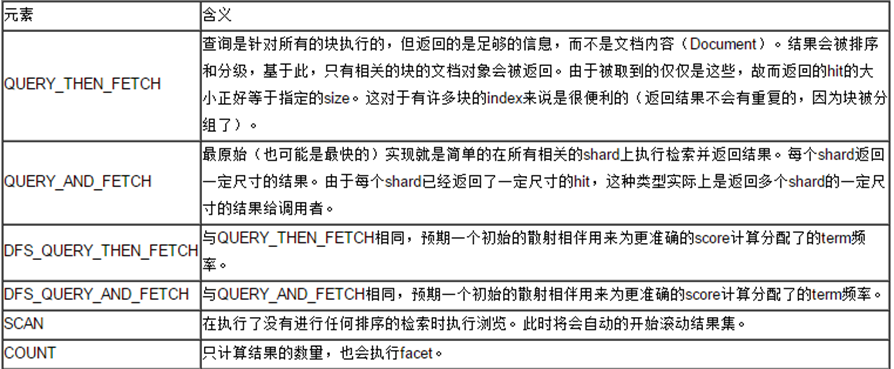 元素 含义
查询是针对所有的块执行的，但返回的是足够的信息，而不是文档内容（Document）。结果会被排序
和分级，基于此，只有相关的块的文档对象会被返回。由于被取到的仅仅是这些，故而返回的hit的大
QUERY_THEN_FETCH
小正好等于指定的size。这对于有许多块的index来说是很便利的（返回结果不会有重复的，因为块被分
组了）。
最原始（也可能是最快的）实现就是简单的在所有相关的shard上执行检索并返回结果。每个shard返回
QUERY_AND_FETCH 一定尺寸的结果。由于每个shard已经返回了一定尺寸的hit，这种类型实际上是返回多个shard的一定尺
寸的结果给调用者。
DFS_QUERY_THEN_FETCH 与QUERY_THEN_FETCH相同，预期一个初始的散射相伴用来为更准确的score计算分配了的term频
率。
DFS_QUERY_AND_FETCH 与QUERY_AND_FETCH相同，预期一个初始的散射相伴用来为更准确的score计算分配了的term频率。
SCAN 在执行了没有进行任何排序的检索时执行浏览。此时将会自动的开始滚动结果集。
COUNT 只计算结果的数量，也会执行facet。